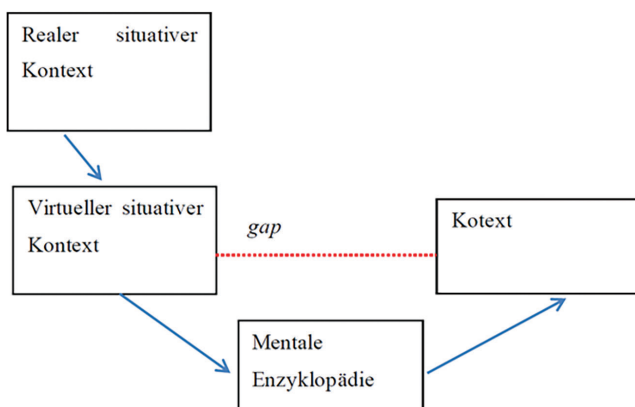 Realer situativer
Kontext
Virtueller situativer
Kontext
gap
Kotext
Mentale
Enzyklopädie